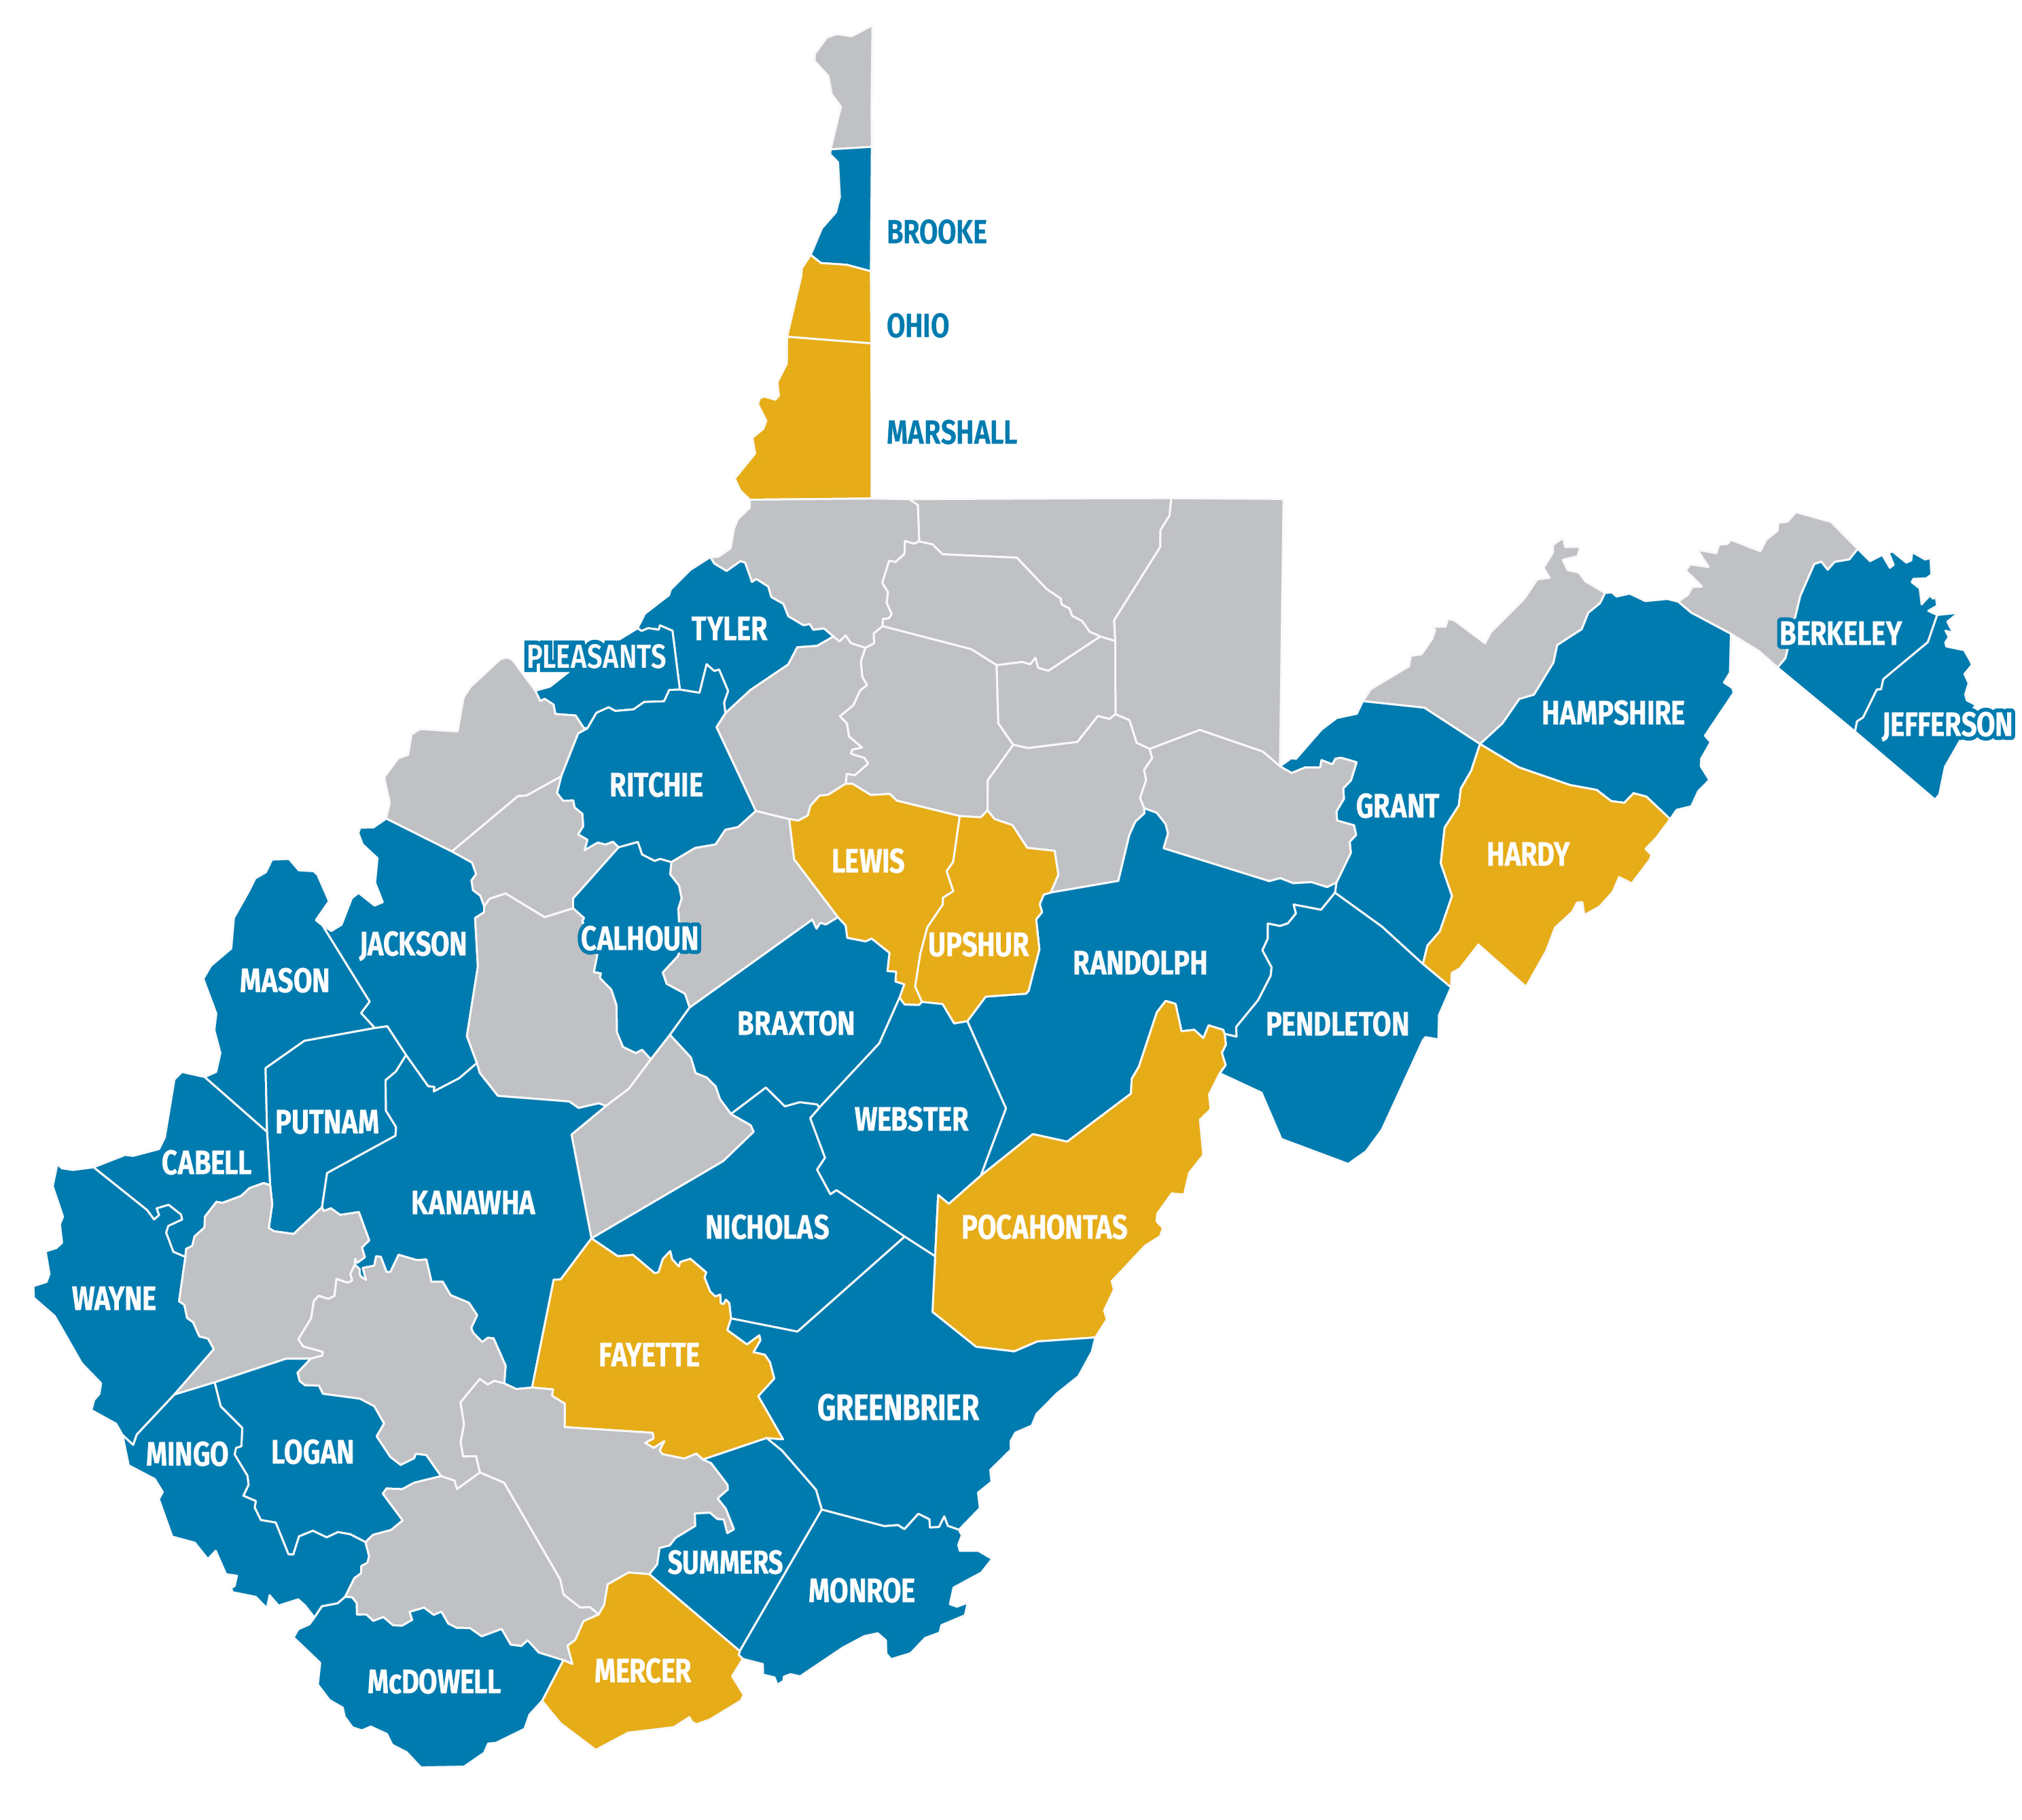 BROOKE
OHIO
MARSHALL
TYLER
PLEASANTS
BERKELEY
HAMPSHIRE
JEFFERSON
RITCHIE
GRANT
HARDY
LEWIS
CALHOUN
JACKSON
UPSHUR
RANDOLPH
MASON
BRAXTON
PENDLETON
PUTNAM
WEBSTER
CABELL
KANAWHA
NICHOLAS
POCAHONTAS
WAYNE
FAYETTE
GREENBRIER
MINGO
LOGAN
SUMMERS
MONROE
MERCER
McDOWELL